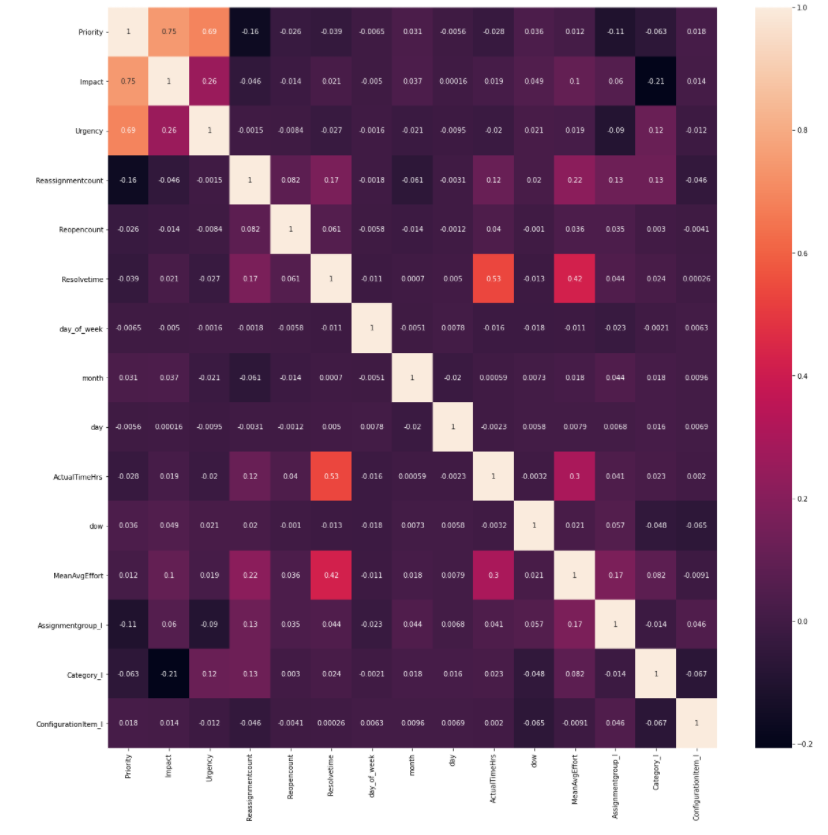 Priority 1 0.75 0.69 -0.16 -0.026 -0.039 -0.0065 0.031 -0.0056 -0.028 0.036 0.012 -0.11 -0.063 0.018
Impact 0.75 1 0.26 -0.046 -0.014 0.021 -0.005 0.037 0.00016 0.019 0.049 0.1 0.06 -0.21 0.014
Urgency 0.69 0.26 1 -0.0015 -0.0084 -0.027 -0.0016 -0.021 -0.0095 -0.02 0.021 0.019 -0.09 0.12 -0.012
Reassignmentcount -0.16 -0.046 -0.0015 1 0.082 0.17 -0.0018 -0.061 -0.0031 0.12 0.02 0.22 0.13 0.13 -0.046
Reopencount -0.026 -0.014 -0.0084 0.082 1 0.061 -0.0058 -0.014 -0.0012 0.04 -0.001 0.036 0.035 0.003 -0.0041
Resolvetime -0.039 0.021 -0.027 0.17 0.061 1 -0.011 0.0007 0.005 0.53 -0.013 0.42 0.044 0.024 0.00026
day_of_week -0.0065 -0.005 -0.0016 -0.0018 -0.0058 -0.011 1 -0.0051 0.0078 -0.016 -0.018 -0.011 -0.023 -0.0021 0.0063
month 0.031 0.037 -0.021 -0.061 -0.014 0.0007 -0.0051 1 -0.02 0.00059 0.0073 0.018 0.044 0.018 0.0096
day -0.0056 0.00016 -0.0095 -0.0031 -0.0012 0.005 0.0078 -0.02 1 -0.0023 0.0058 0.0079 0.0068 0.016 0.0069
ActualTimeHrs -0.028 0.019 -0.02 0.12 0.04 0.53 -0.016 0.00059 -0.0023 1 -0.0032 0.3 0.041 0.023 0.002
dow 0.036 0.049 0.021 0.02 -0.001 -0.013 -0.018 0.0073 0.0058 -0.0032 1 0.021 0.057 -0.048 -0.065
MeanAvgEffort 0.012 0.1 0.019 0.22 0.036 0.42 -0.011 0.018 0.0079 0.3 0.021 1 0.17 0.082 -0.0091
Assignmentgroup_I -0.11 0.06 -0.09 0.13 0.035 0.044 -0.023 0.044 0.0068 0.041 0.057 0.17 1 -0.014 0.046
Category_I -0.063 -0.21 0.12 0.13 0.003 0.024 -0.0021 0.018 0.016 0.023 -0.048 0.082 -0.014 1 -0.067
ConfigurationItem_I 0.018 0.014 -0.012 -0.046 -0.0041 0.00026 0.0063 0.0096 0.0069 0.002 -0.065 -0.0091 0.046 -0.067 1
Priority
Impact
Urgency
Reassignmentcount
Reopencount
Resolvetime
day_of_week
month
day
ActualTimeHrs
dow
MeanAvgEffort
Assignmentgroup_I
Category_I
ConfigurationItem_I
1.0
0.8
0.6
0.4
0.2
0.0
-0.2